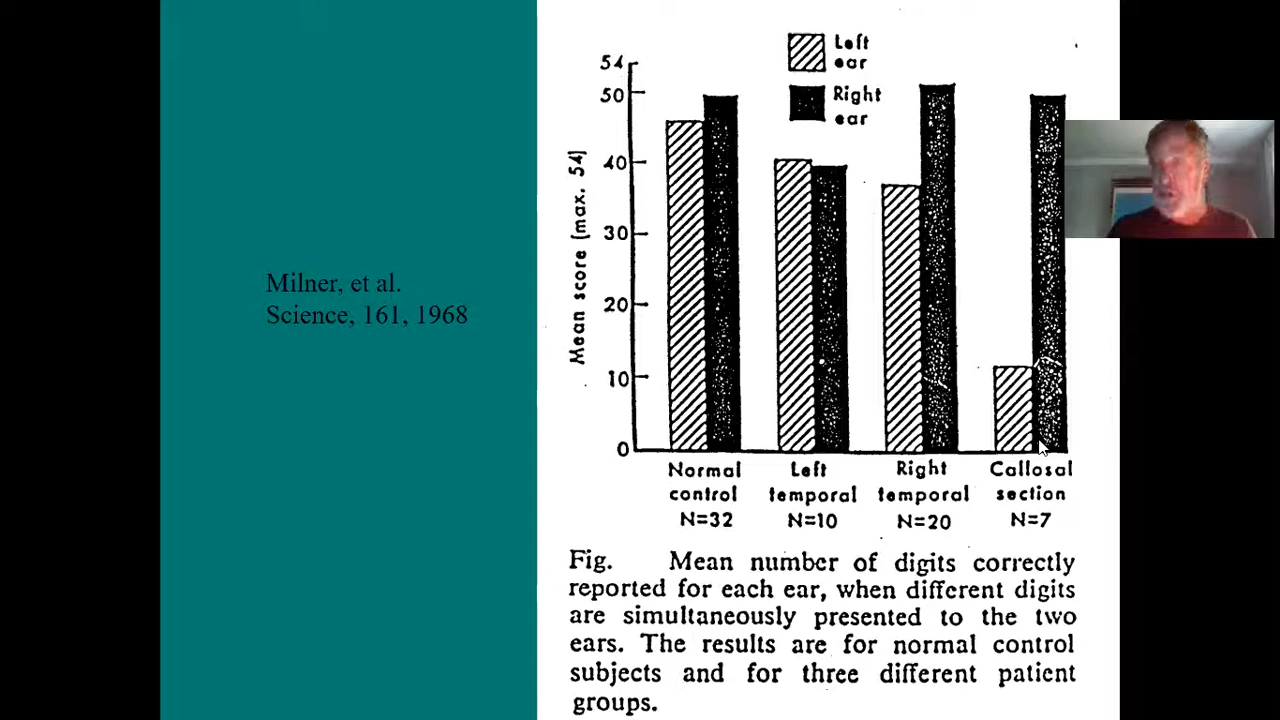 Milner, et al.
Science, 161, 1968
Left
ear
Right
ear
54
50
40
30
20
10
0
Mean score (max. 54)
Normal
control
N=32
Left
temporal
N=10
Right
temporal
N=20
Callosal
section
N=7
Fig. Mean number of digits correctly
reported for each ear, when different digits
are simultaneously presented to the two
ears. The results are for normal control
subjects and for three different patient
groups.